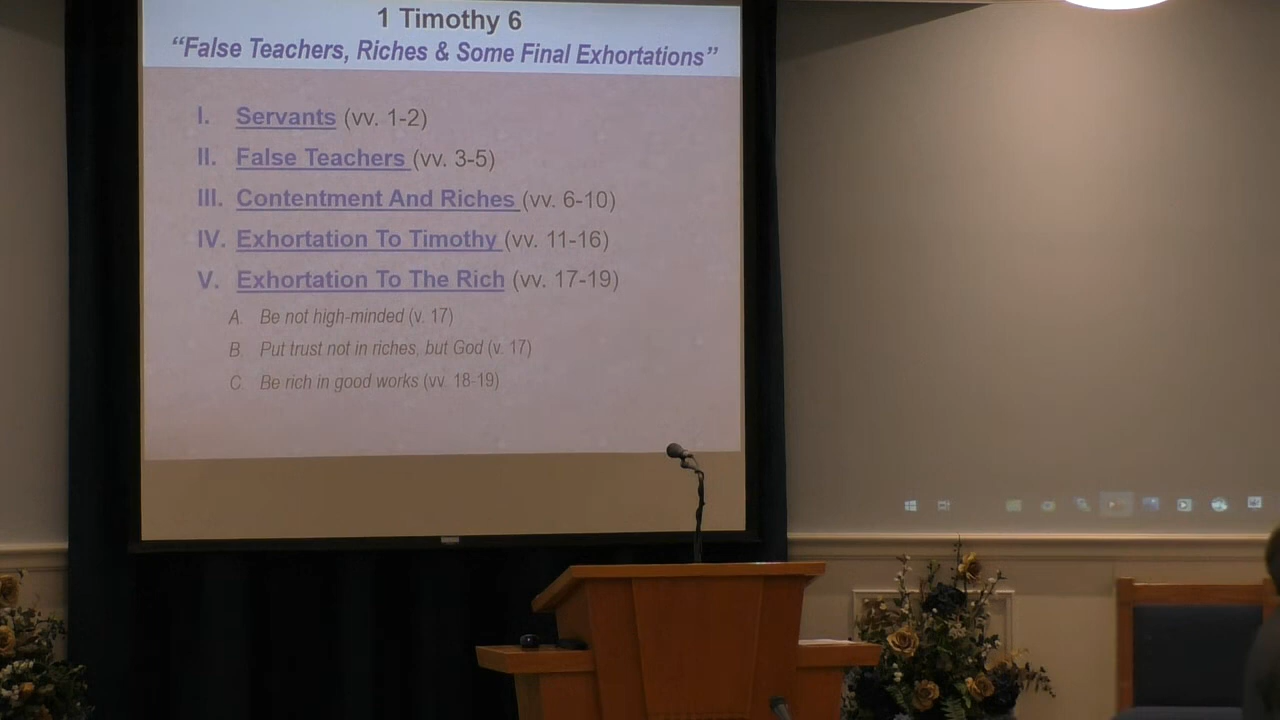 1 Timothy 6
“False Teachers, Riches & Some Final Exhortations”
I. Servants (vv. 1-2)
II. False Teachers (vv. 3-5)
III. Contentment And Riches (vv. 6-10)
IV. Exhortation To Timothy (vv. 11-16)
V. Exhortation To The Rich (vv. 17-19)
A. Be not high-minded (v. 17)
B. Put trust not in riches, but God (v. 17)
C. Be rich in good works (vv. 18-19)